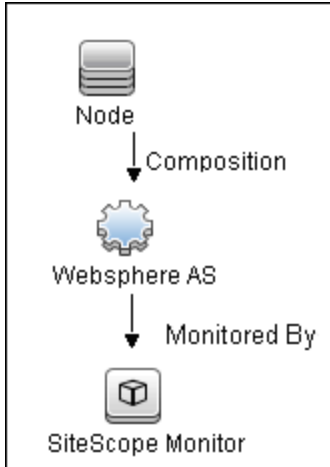 Node
Composition
Websphere AS
Monitored By
SiteScope Monitor